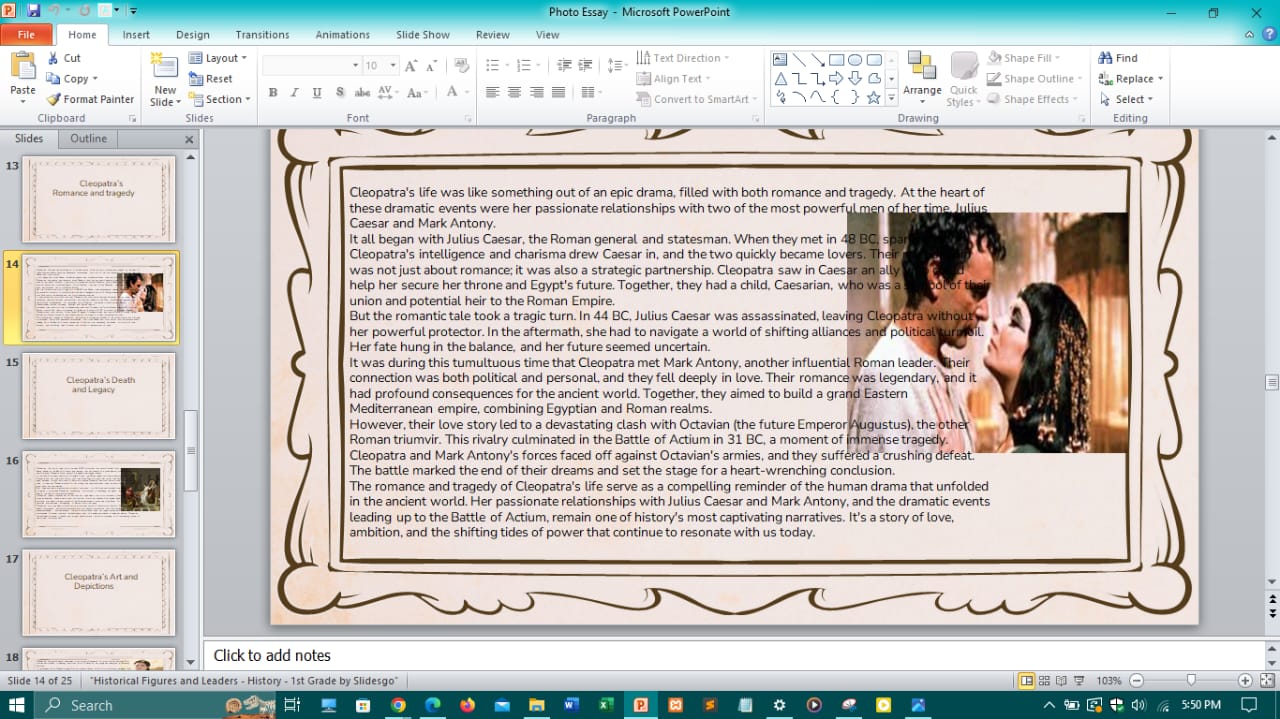 Photo Essay - Microsoft PowerPoint
File Home Insert Design Transitions Animations Slide Show Review View
Paste
Cut
Copy
Format Painter
Clipboard
New Slide
Layout
Reset
Section
Slides
10
Font
Text Direction
Align Text
Convert to SmartArt
Paragraph
Arrange
Quick Styles
Shape Fill
Shape Outline
Shape Effects
Drawing
Find
Replace
Select
Editing
Slides Outline
13
Cleopatra's
Romance and tragedy
14
15
Cleopatra's Death
and Legacy
16
17
Cleopatra's Art and
Depictions
18
Cleopatra's life was like something out of an epic drama, filled with both romance and tragedy. At the heart of
these dramatic events were her passionate relationships with two of the most powerful men of her time, Julius
Caesar and Mark Antony.
It all began with Julius Caesar, the Roman general and statesman. When they met in 48 BC,
Cleopatra's intelligence and charisma drew Caesar in, and the two quickly became lovers. Their
was not just about romance; it was also a strategic partnership. Cleopatra saw in Caesar an ally
help her secure her throne and Egypt's future. Together, they had a child, Caesarian, who was a symbol of their
union and potential heir to the Roman Empire.
But the romantic tale took a tragic turn. In 44 BC, Julius Caesar was assassinated, leaving Cleopatra without
her powerful protector. In the aftermath, she had to navigate a world of shifting alliances and political turmoil.
Her fate hung in the balance, and her future seemed uncertain.
It was during this tumultuous time that Cleopatra met Mark Antony, another influential Roman leader. Their
connection was both political and personal, and they fell deeply in love. Their romance was legendary, and it
had profound consequences for the ancient world. Together, they aimed to build a grand Eastern
Mediterranean empire, combining Egyptian and Roman realms.
However, their love story led to a devastating clash with Octavian (the future Emperor Augustus), the other
Roman triumvir. This rivalry culminated in the Battle of Actium in 31 BC, a moment of immense tragedy.
Cleopatra and Mark Antony's forces faced off against Octavian's armies, and they suffered a crushing defeat.
The battle marked the end of their dreams and set the stage for a heart-wrenching conclusion.
The romance and tragedy of Cleopatra's life serve as a compelling reminder of the human drama that unfolded
in the ancient world. Her passionate relationships with Julius Caesar and Mark Antony, and the dramatic events
leading up to the Battle of Actium, remain one of history's most captivating narratives. It's a story of love,
ambition, and the shifting tides of power that continue to resonate with us today.
Click to add notes
Slide 14 of 25 "Historical Figures and Leaders - History - 1st Grade by Slidesgo" 103%
Search 5:50 PM